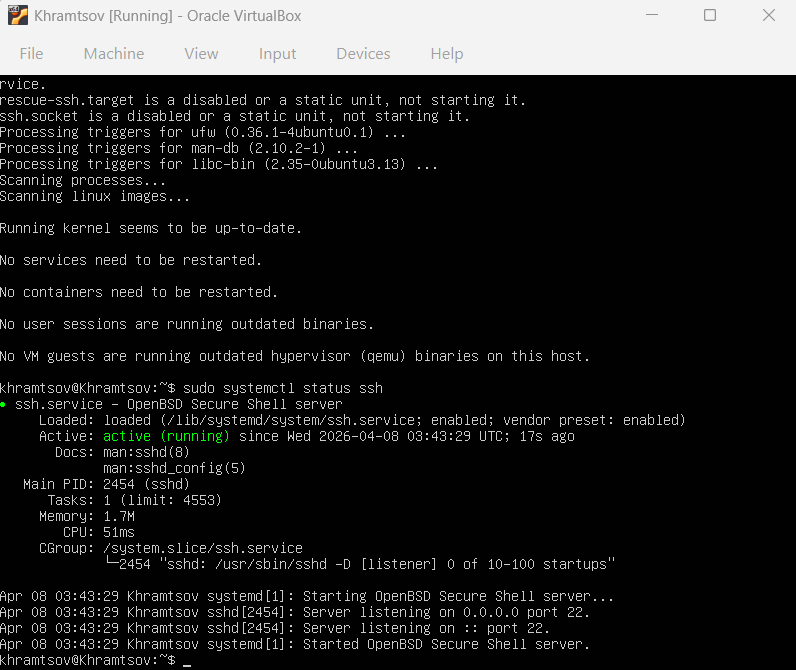 Khramtsov [Running] - Oracle VirtualBox
File Machine View Input Devices Help
rvice.
rescue-ssh.target is a disabled or a static unit, not starting it.
ssh.socket is a disabled or a static unit, not starting it.
Processing triggers for ufw (0.36.1-4ubuntu0.1) ...
Processing triggers for man-db (2.10.2-1) ...
Processing triggers for libc-bin (2.35-0ubuntu3.13) ...
Scanning processes...
Scanning linux images...
Running kernel seems to be up-to-date.
No services need to be restarted.
No containers need to be restarted.
No user sessions are running outdated binaries.
No VM guests are running outdated hypervisor (qemu) binaries on this host.
khramtsov@Khramtsov:~$ sudo systemctl status ssh
● ssh.service - OpenBSD Secure Shell server
Loaded: loaded (/lib/systemd/system/ssh.service; enabled; vendor preset: enabled)
Active: active (running) since Wed 2026-04-08 03:43:29 UTC; 17s ago
Docs: man:sshd(8)
man:sshd_config(5)
Main PID: 2454 (sshd)
Tasks: 1 (limit: 4553)
Memory: 1.7M
CPU: 51ms
CGroup: /system.slice/ssh.service
└─2454 "sshd: /usr/sbin/sshd -D [listener] 0 of 10-100 startups"
Apr 08 03:43:29 Khramtsov systemd[1]: Starting OpenBSD Secure Shell server...
Apr 08 03:43:29 Khramtsov sshd[2454]: Server listening on 0.0.0.0 port 22.
Apr 08 03:43:29 Khramtsov sshd[2454]: Server listening on :: port 22.
Apr 08 03:43:29 Khramtsov systemd[1]: Started OpenBSD Secure Shell server.
khramtsov@Khramtsov:~$ _